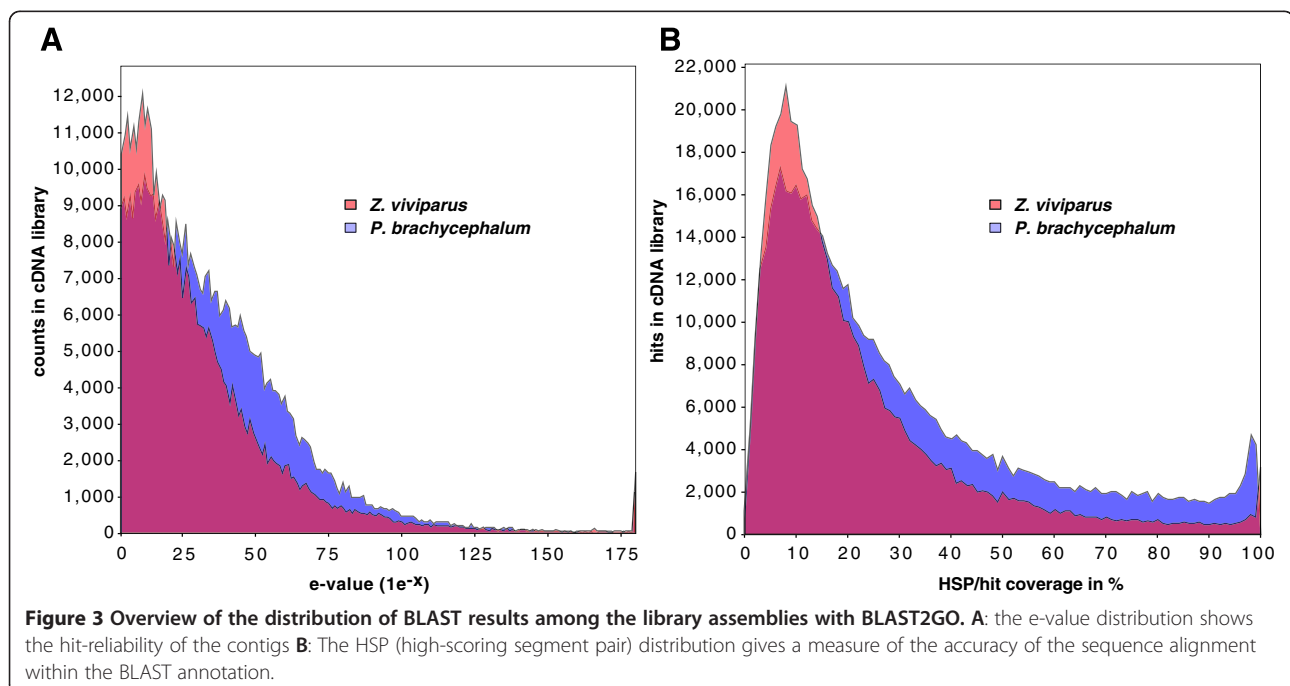 A
12,000
11,000
10,000
9,000
8,000
7,000
6,000
5,000
4,000
3,000
2,000
1,000
0
counts in cDNA library
Z. viviparus
P. brachycephalum
0 25 50 75 100 125 150 175
e-value (1e-x)
B
22,000
20,000
18,000
16,000
14,000
12,000
10,000
8,000
6,000
4,000
2,000
0
hits in cDNA library
Z. viviparus
P. brachycephalum
0 10 20 30 40 50 60 70 80 90 100
HSP/hit coverage in %
Figure 3 Overview of the distribution of BLAST results among the library assemblies with BLAST2GO. A: the e-value distribution shows
the hit-reliability of the contigs B: The HSP (high-scoring segment pair) distribution gives a measure of the accuracy of the sequence alignment
within the BLAST annotation.